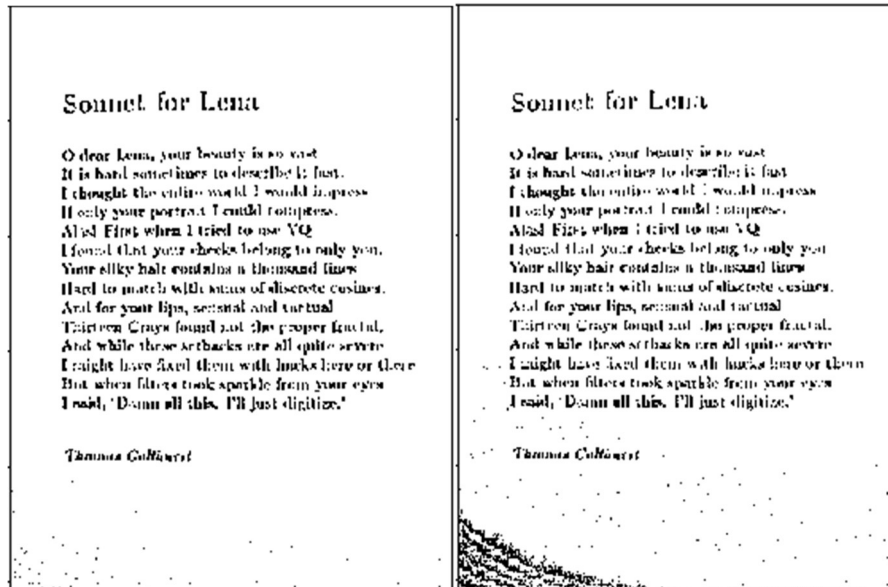 Sonnet for Lena
O dear Lena, your beauty is so vast
It is hard sometimes to describe it fast.
I thought the entire world I would impress
If only your portrait I could compress.
Alas! First when I tried to use VQ
I found that your cheeks belong to only you.
Your silky hair contains a thousand lines
Hard to match with sums of discrete cosines.
And for your lips, sensual and tactual
Thirteen Crays found not the proper fractal.
And while these setbacks are all quite severe
I might have fixed them with hacks here or there
But when filters took sparkle from your eyes
I said, 'Damn all this. I'll just digitize.'
Thomas Colthurst
Sonnet for Lena
O dear Lena, your beauty is so vast
It is hard sometimes to describe it fast.
I thought the entire world I would impress
If only your portrait I could compress.
Alas! First when I tried to use VQ
I found that your cheeks belong to only you.
Your silky hair contains a thousand lines
Hard to match with sums of discrete cosines.
And for your lips, sensual and tactual
Thirteen Crays found not the proper fractal.
And while these setbacks are all quite severe
I might have fixed them with hacks here or there
But when filters took sparkle from your eyes
I said, 'Damn all this. I'll just digitize.'
Thomas Colthurst